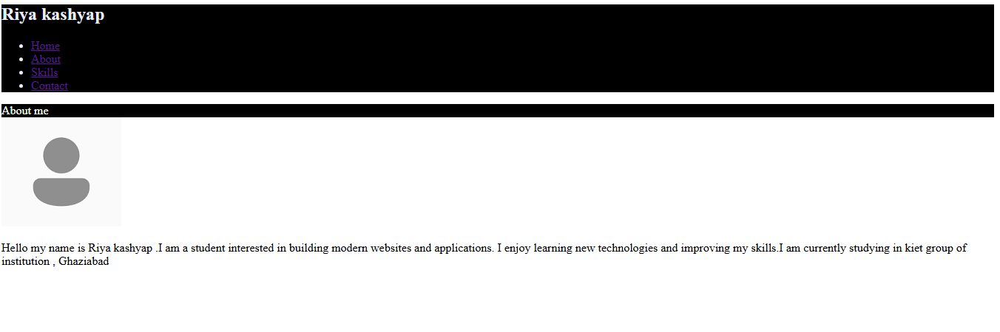 Riya kashyap
Home
About
Skills
Contact
About me
Hello my name is Riya kashyap .I am a student interested in building modern websites and applications. I enjoy learning new technologies and improving my skills.I am currently studying in kiet group of
institution , Ghaziabad